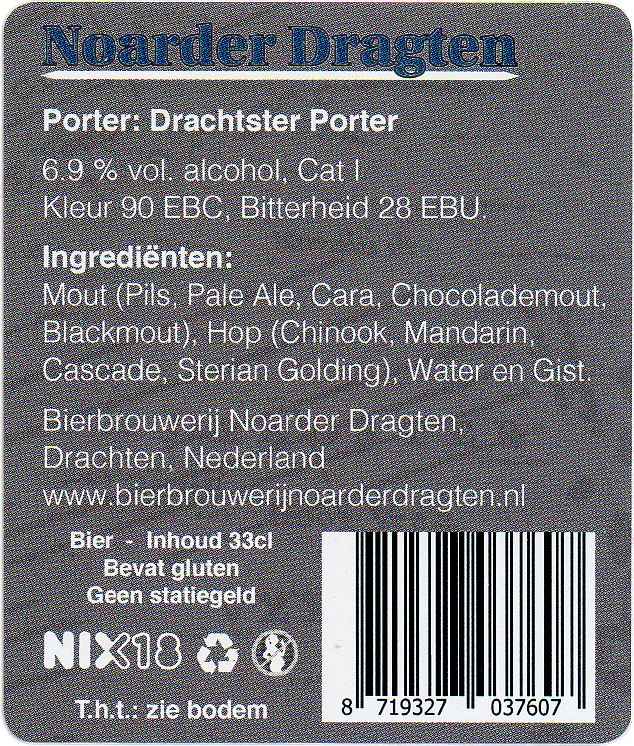 Noarder Dragten
Porter: Drachtster Porter
6.9 % vol. alcohol, Cat I
Kleur 90 EBC, Bitterheid 28 EBU.
Ingrediënten:
Mout (Pils, Pale Ale, Cara, Chocolademout,
Blackmout), Hop (Chinook, Mandarin,
Cascade, Sterian Golding), Water en Gist.
Bierbrouwerij Noarder Dragten,
Drachten, Nederland
www.bierbrouwerijnoarderdragten.nl
Bier - Inhoud 33cl
Bevat gluten
Geen statiegeld
NIX18
T.h.t.: zie bodem
8 719327 037607